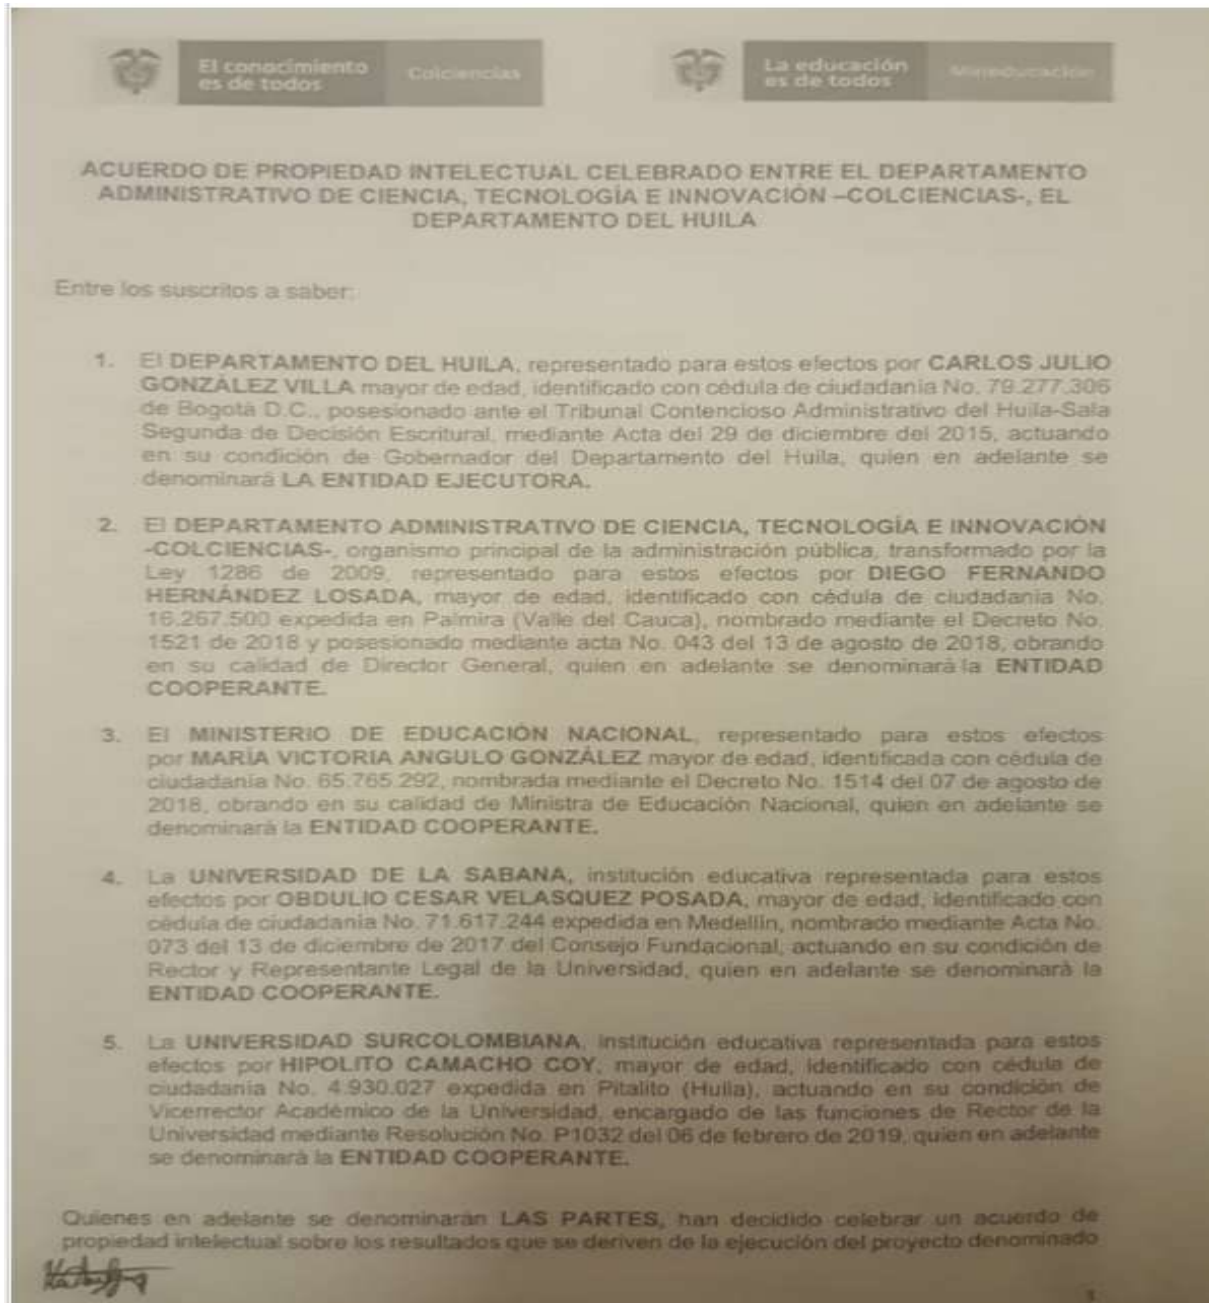 El conocimiento
es de todos
Colciencias
La educación
es de todos
Mineducación
ACUERDO DE PROPIEDAD INTELECTUAL CELEBRADO ENTRE EL DEPARTAMENTO
ADMINISTRATIVO DE CIENCIA, TECNOLOGÍA E INNOVACIÓN –COLCIENCIAS-, EL
DEPARTAMENTO DEL HUILA
Entre los suscritos a saber:
1. El DEPARTAMENTO DEL HUILA, representado para estos efectos por CARLOS JULIO
GONZÁLEZ VILLA mayor de edad, identificado con cédula de ciudadanía No. 79.277.306
de Bogotá D.C., posesionado ante el Tribunal Contencioso Administrativo del Huila-Sala
Segunda de Decisión Escritural, mediante Acta del 29 de diciembre del 2015, actuando
en su condición de Gobernador del Departamento del Huila, quien en adelante se
denominará LA ENTIDAD EJECUTORA.
2. El DEPARTAMENTO ADMINISTRATIVO DE CIENCIA, TECNOLOGÍA E INNOVACIÓN
-COLCIENCIAS-, organismo principal de la administración pública, transformado por la
Ley 1286 de 2009, representado para estos efectos por DIEGO FERNANDO
HERNÁNDEZ LOSADA, mayor de edad, identificado con cédula de ciudadanía No.
16.267.500 expedida en Palmira (Valle del Cauca), nombrado mediante el Decreto No.
1521 de 2018 y posesionado mediante acta No. 043 del 13 de agosto de 2018, obrando
en su calidad de Director General, quien en adelante se denominará la ENTIDAD
COOPERANTE.
3. El MINISTERIO DE EDUCACIÓN NACIONAL, representado para estos efectos
por MARÍA VICTORIA ANGULO GONZÁLEZ mayor de edad, identificada con cédula de
ciudadanía No. 65.765.292, nombrada mediante el Decreto No. 1514 del 07 de agosto de
2018, obrando en su calidad de Ministra de Educación Nacional, quien en adelante se
denominará la ENTIDAD COOPERANTE.
4. La UNIVERSIDAD DE LA SABANA, institución educativa representada para estos
efectos por OBDULIO CESAR VELASQUEZ POSADA, mayor de edad, identificado con
cédula de ciudadanía No. 71.617.244 expedida en Medellín, nombrado mediante Acta No.
073 del 13 de diciembre de 2017 del Consejo Fundacional, actuando en su condición de
Rector y Representante Legal de la Universidad, quien en adelante se denominará la
ENTIDAD COOPERANTE.
5. La UNIVERSIDAD SURCOLOMBIANA, institución educativa representada para estos
efectos por HIPOLITO CAMACHO COY, mayor de edad, identificado con cédula de
ciudadanía No. 4.930.027 expedida en Pitalito (Huila), actuando en su condición de
Vicerrector Académico de la Universidad, encargado de las funciones de Rector de la
Universidad mediante Resolución No. P1032 del 06 de febrero de 2019, quien en adelante
se denominará la ENTIDAD COOPERANTE.
Quienes en adelante se denominarán LAS PARTES, han decidido celebrar un acuerdo de
propiedad intelectual sobre los resultados que se deriven de la ejecución del proyecto denominado
1